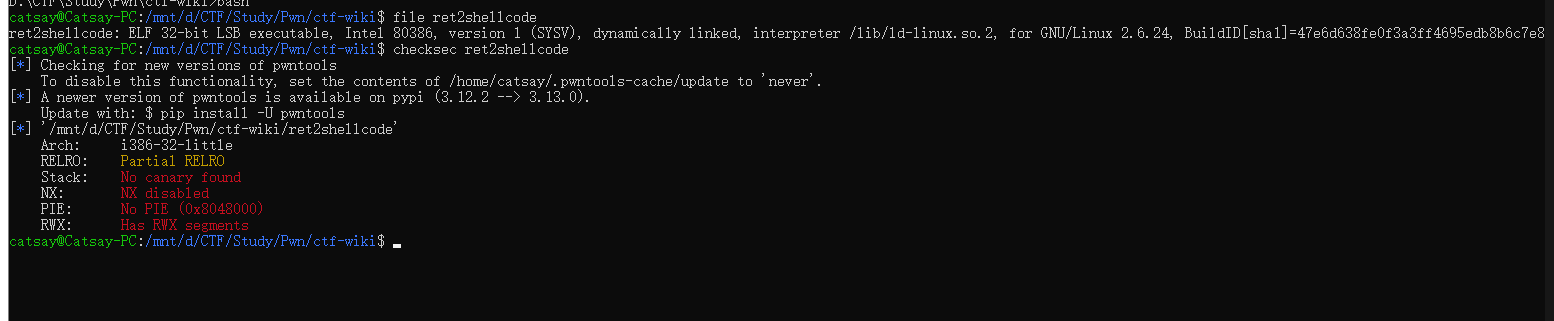 D:\CTF\Study\Pwn\ctf-wiki>bash
catsay@Catsay-PC:/mnt/d/CTF/Study/Pwn/ctf-wiki$ file ret2shellcode
ret2shellcode: ELF 32-bit LSB executable, Intel 80386, version 1 (SYSV), dynamically linked, interpreter /lib/ld-linux.so.2, for GNU/Linux 2.6.24, BuildID[sha1]=47e6d638fe0f3a3ff4695edb8b6c7e8
catsay@Catsay-PC:/mnt/d/CTF/Study/Pwn/ctf-wiki$ checksec ret2shellcode
[*] Checking for new versions of pwntools
    To disable this functionality, set the contents of /home/catsay/.pwntools-cache/update to 'never'.
[*] A newer version of pwntools is available on pypi (3.12.2 --> 3.13.0).
    Update with: $ pip install -U pwntools
[*] '/mnt/d/CTF/Study/Pwn/ctf-wiki/ret2shellcode'
    Arch:     i386-32-little
    RELRO:    Partial RELRO
    Stack:    No canary found
    NX:       NX disabled
    PIE:      No PIE (0x8048000)
    RWX:      Has RWX segments
catsay@Catsay-PC:/mnt/d/CTF/Study/Pwn/ctf-wiki$